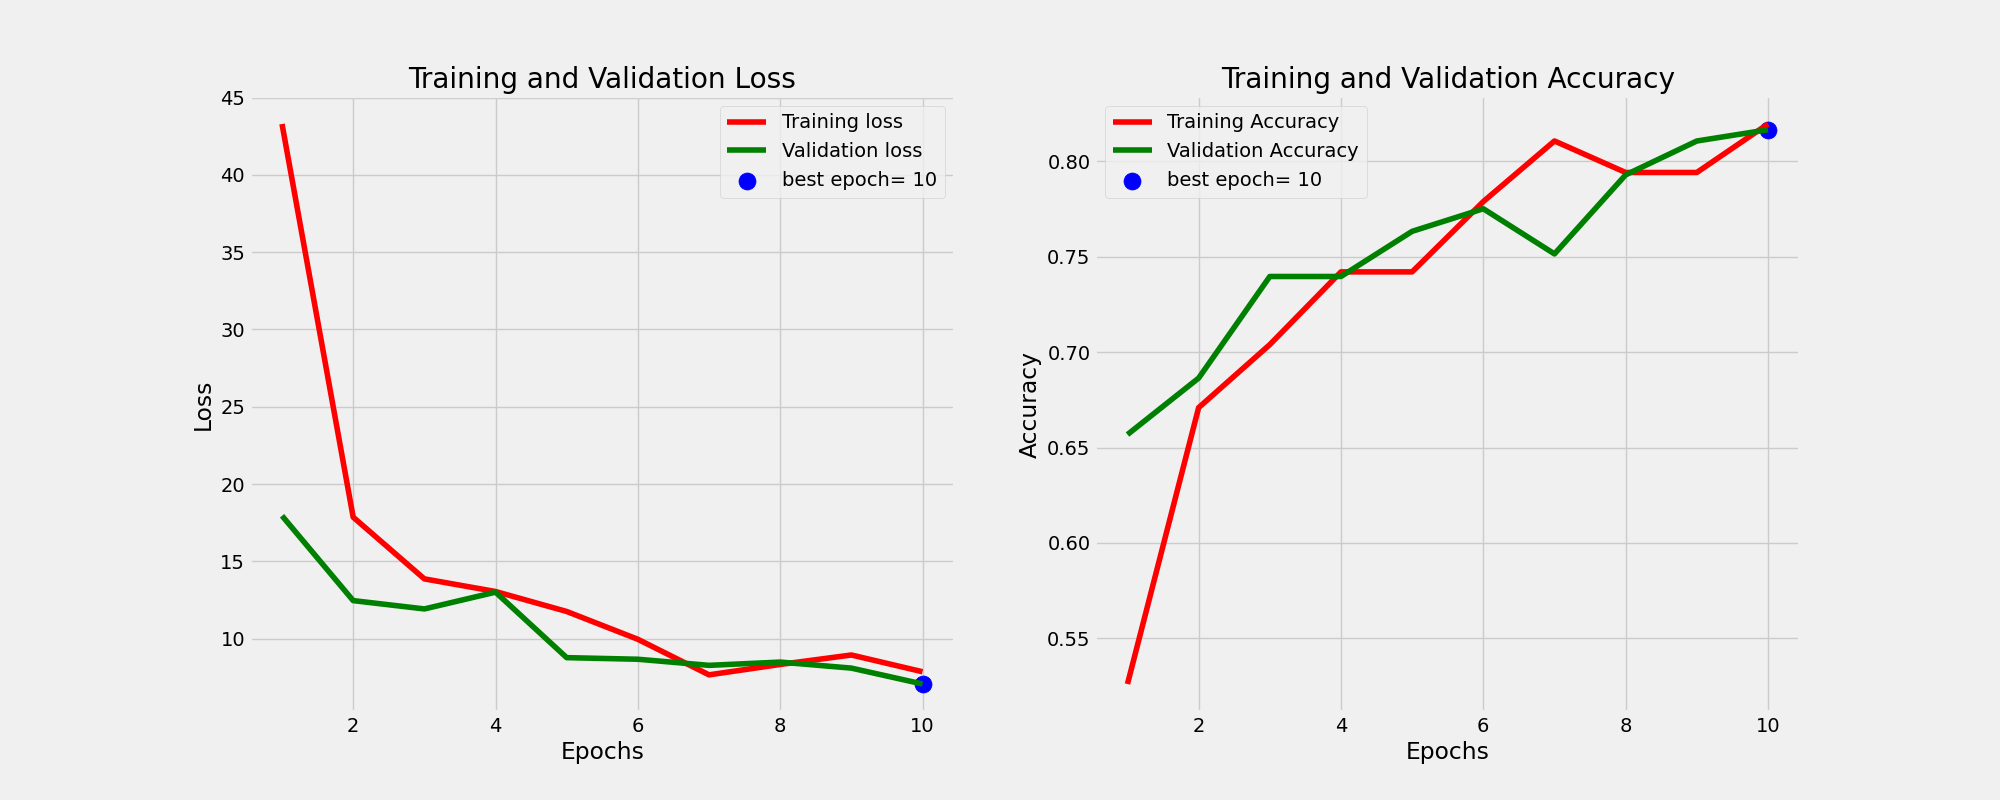 Training and Validation Loss
45
40
35
30
25
20
15
10
Loss
Training loss
Validation loss
best epoch= 10
2 4 6 8 10
Epochs
Training and Validation Accuracy
0.80
0.75
0.70
0.65
0.60
0.55
Accuracy
Training Accuracy
Validation Accuracy
best epoch= 10
2 4 6 8 10
Epochs